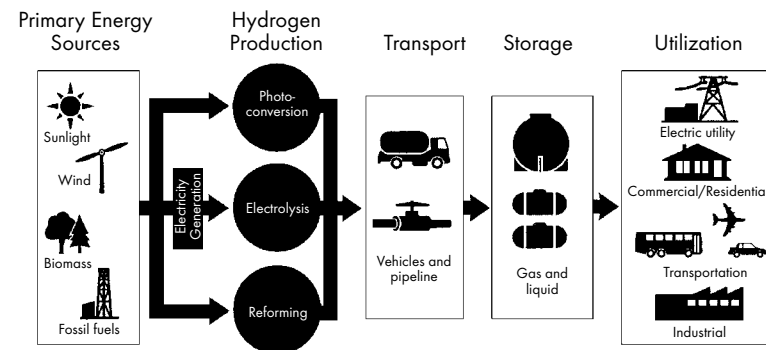 Primary Energy
Sources
Hydrogen
Production
Transport
Storage
Utilization
Sunlight
Wind
Biomass
Fossil fuels
Electricity
Generation
Photo-
conversion
Electrolysis
Reforming
Vehicles and
pipeline
Gas and
liquid
Electric utility
Commercial/Residential
Transportation
Industrial